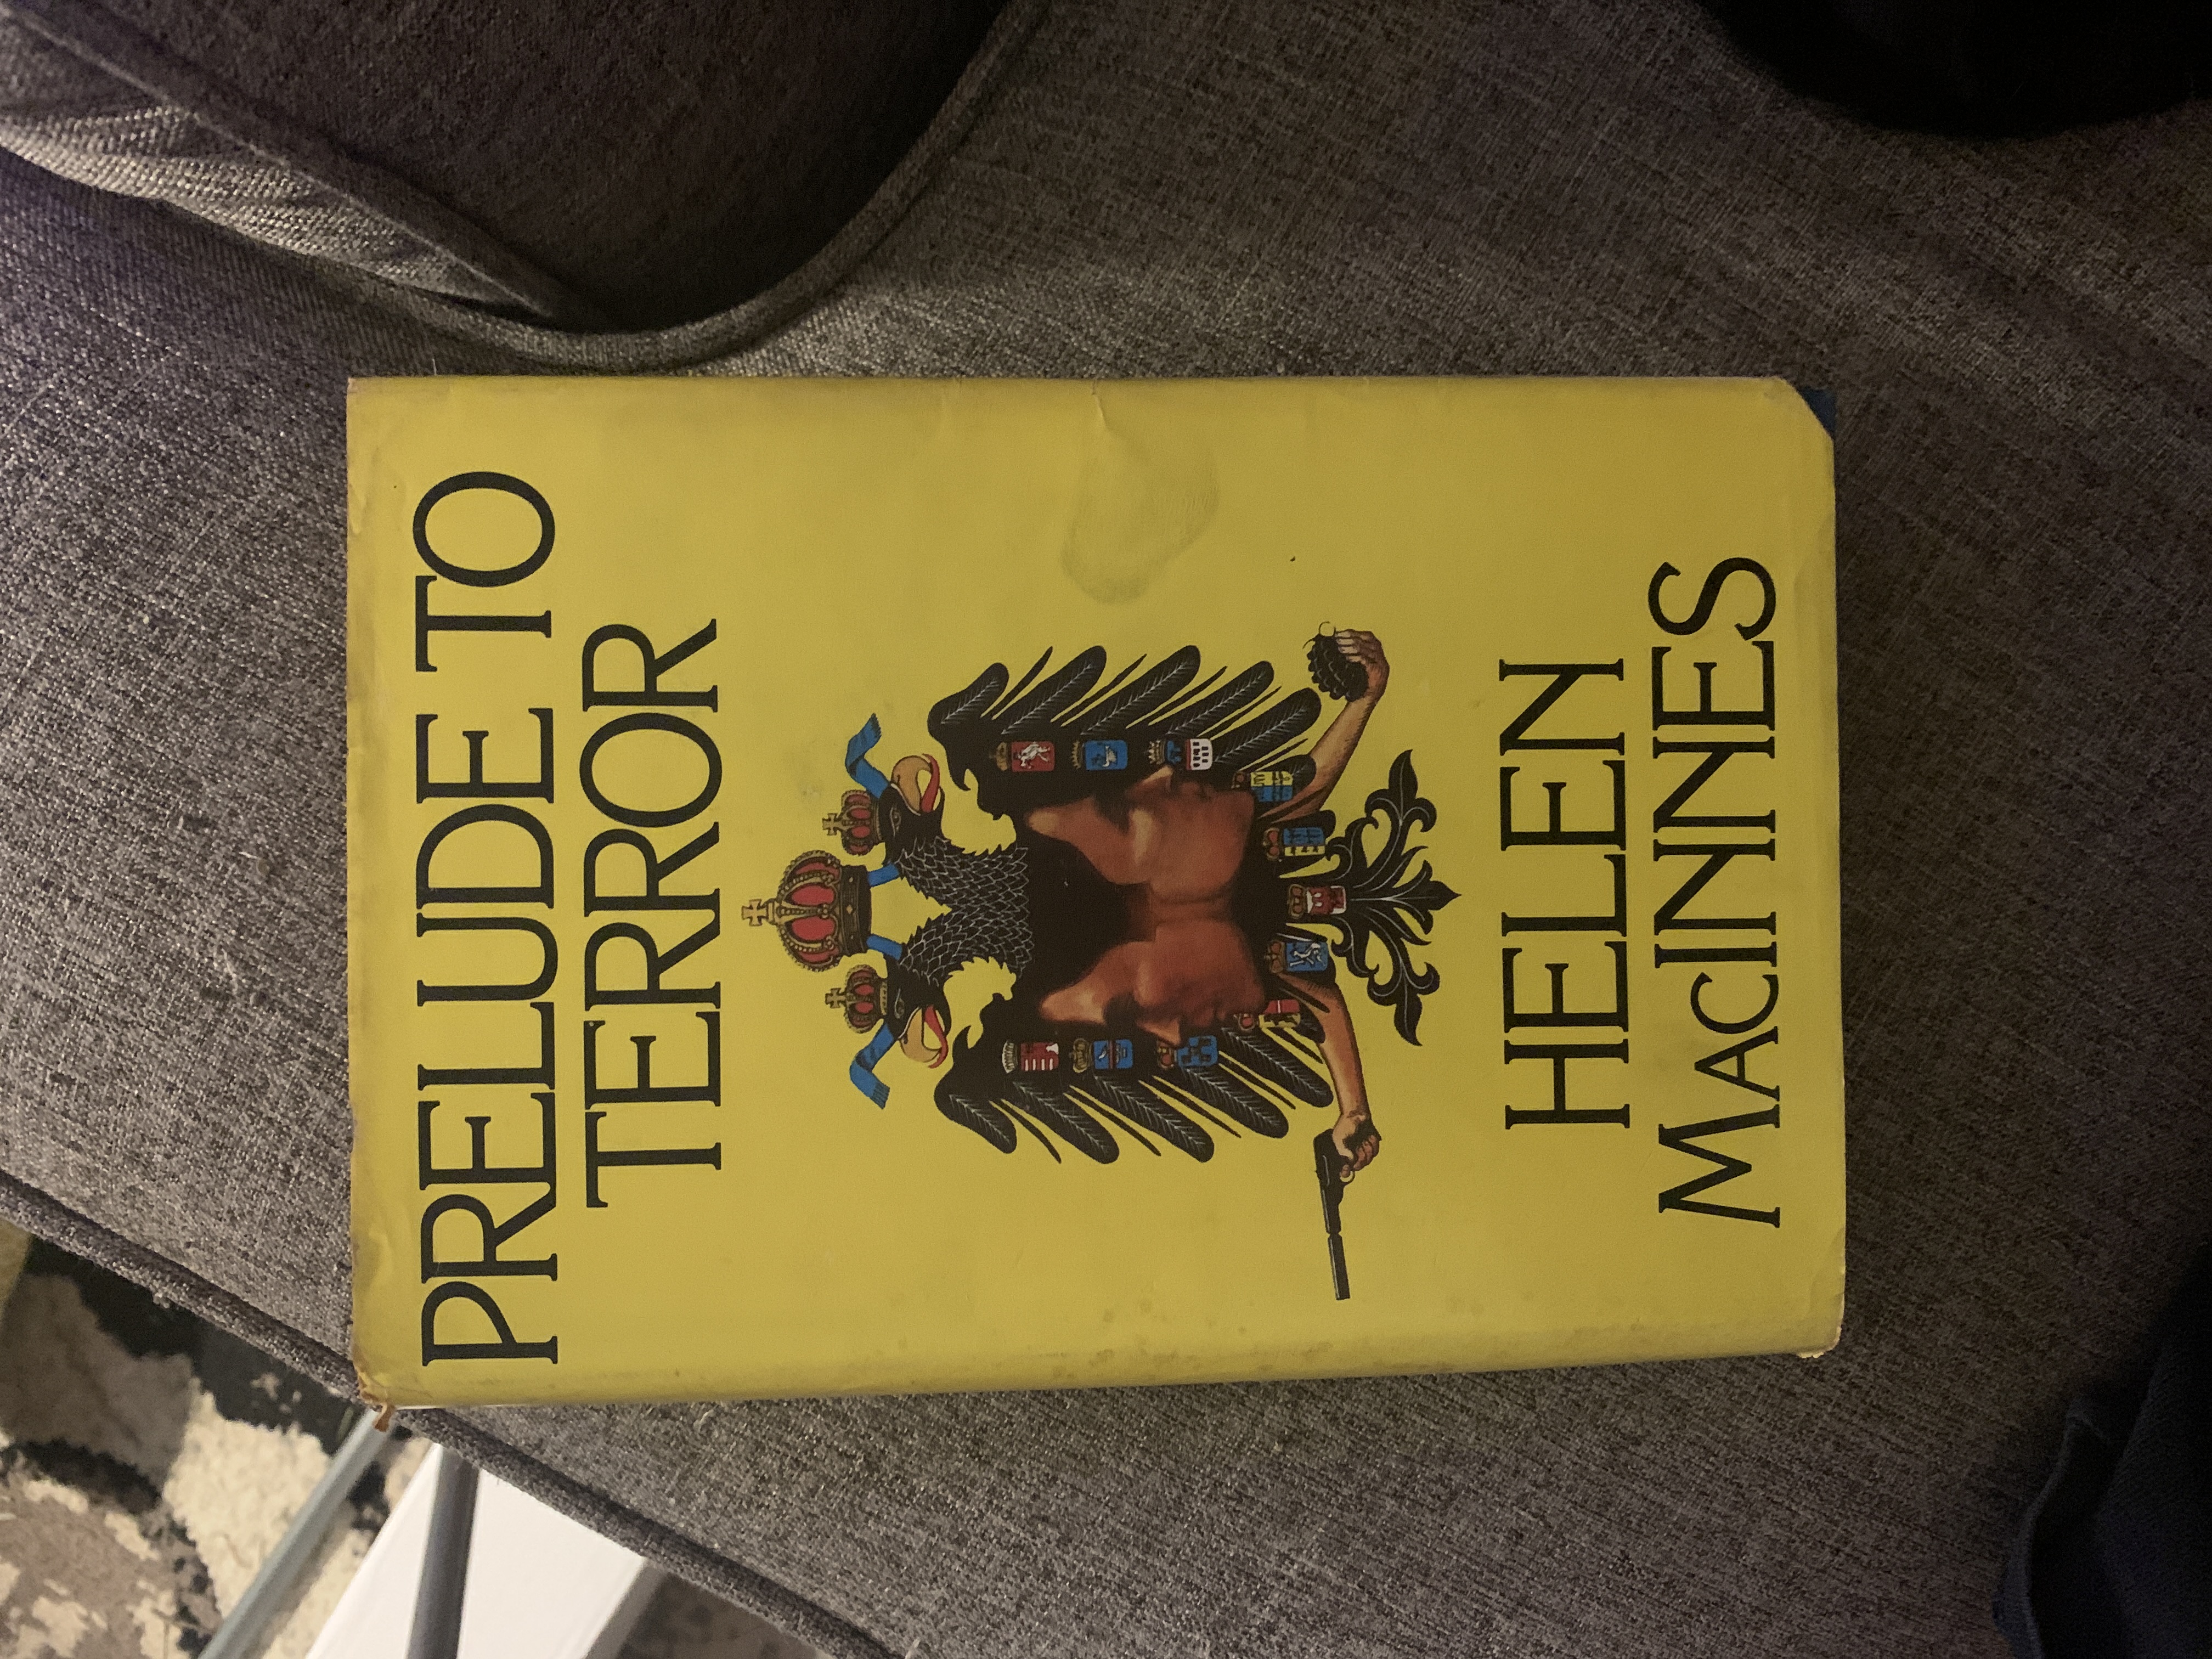 PRELUDE TO
TERROR
HELEN
MACINNES